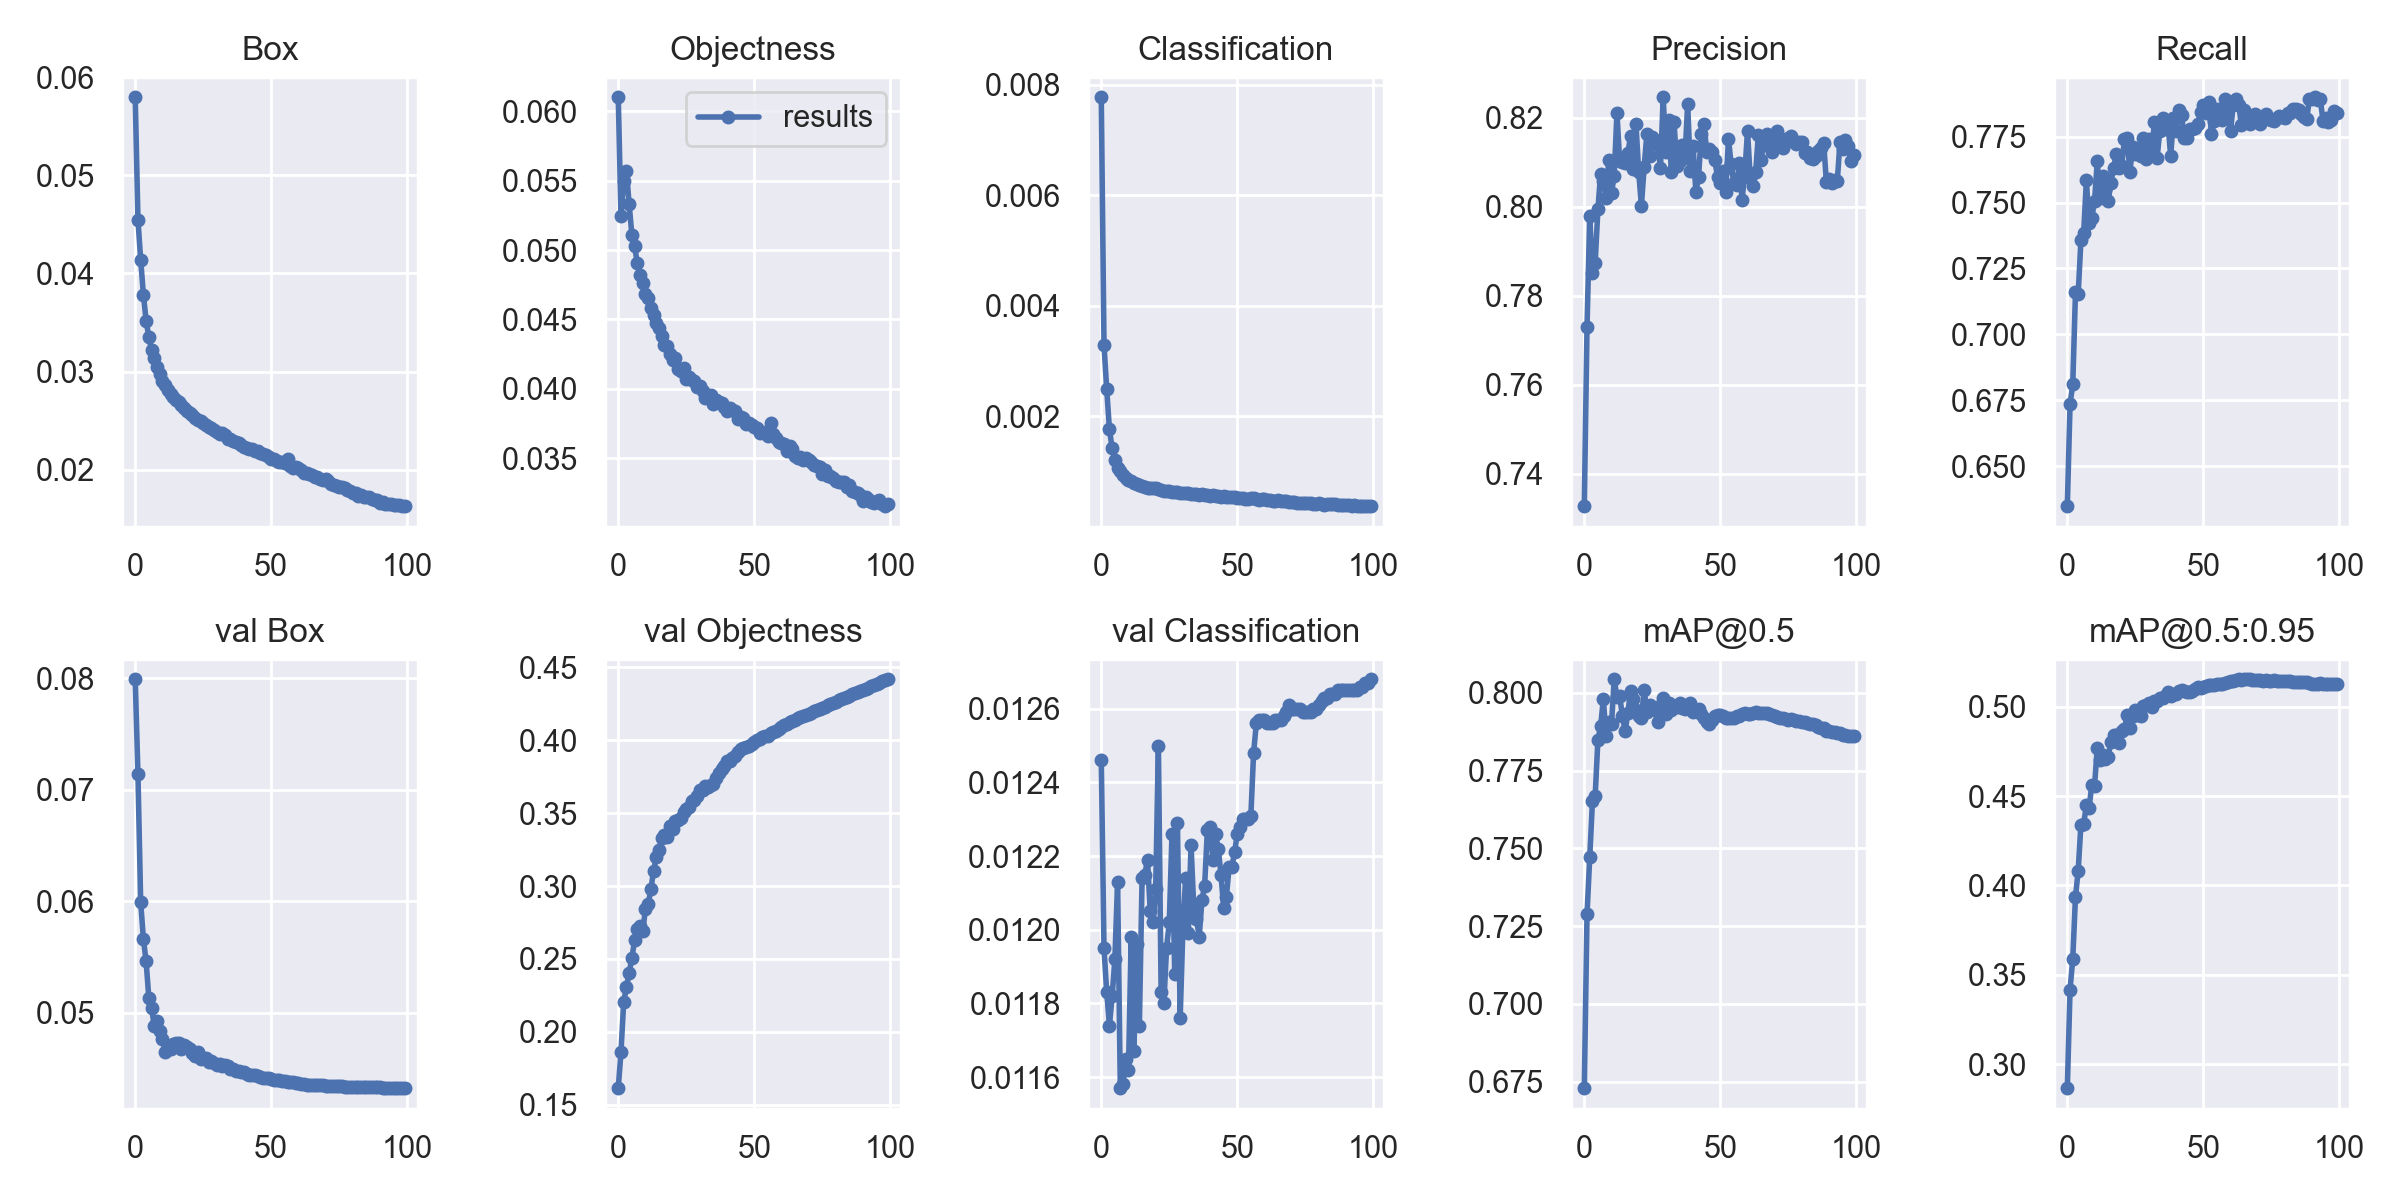 Box
0.06
0.05
0.04
0.03
0.02
0 50 100
Objectness
results
0.060
0.055
0.050
0.045
0.040
0.035
0 50 100
Classification
0.008
0.006
0.004
0.002
0 50 100
Precision
0.82
0.80
0.78
0.76
0.74
0 50 100
Recall
0.775
0.750
0.725
0.700
0.675
0.650
0 50 100
val Box
0.08
0.07
0.06
0.05
0 50 100
val Objectness
0.45
0.40
0.35
0.30
0.25
0.20
0.15
0 50 100
val Classification
0.0126
0.0124
0.0122
0.0120
0.0118
0.0116
0 50 100
mAP@0.5
0.800
0.775
0.750
0.725
0.700
0.675
0 50 100
mAP@0.5:0.95
0.50
0.45
0.40
0.35
0.30
0 50 100